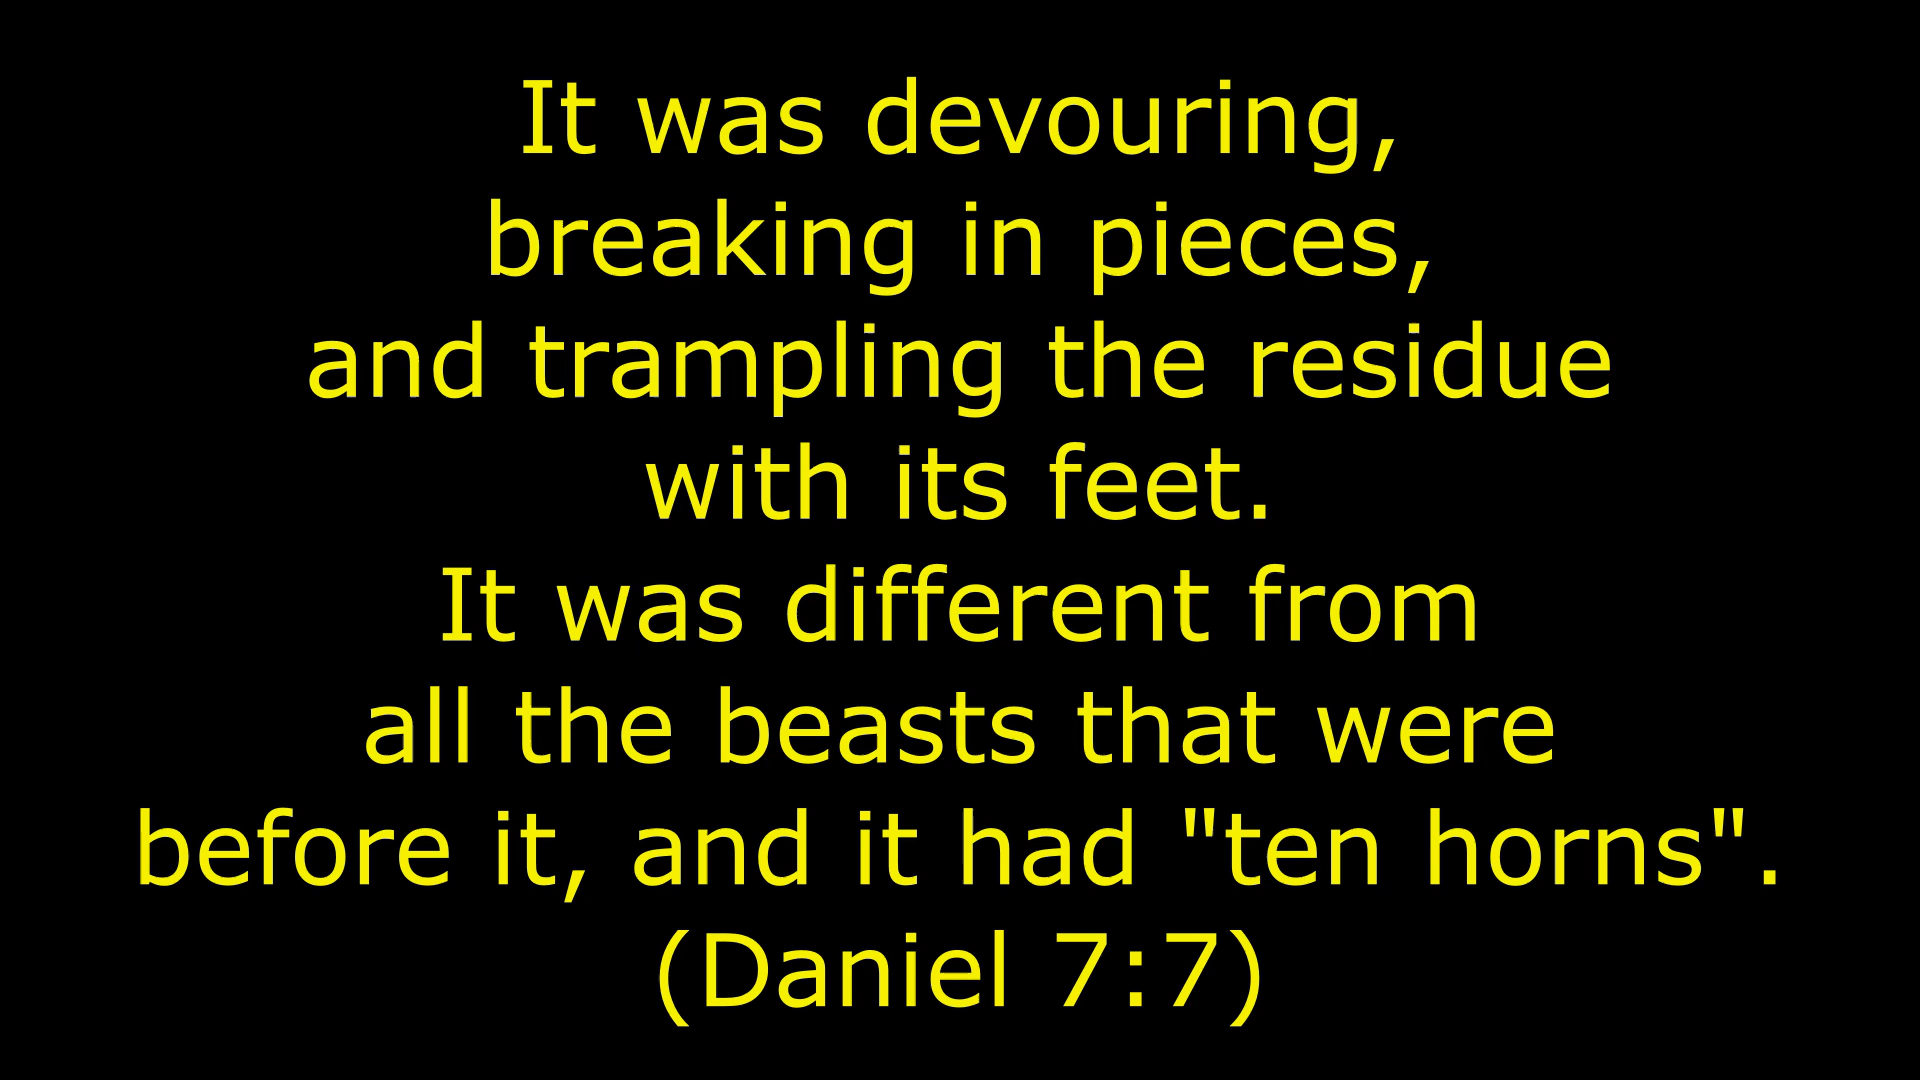 It was devouring,
breaking in pieces,
and trampling the residue
with its feet.
It was different from
all the beasts that were
before it, and it had "ten horns".
(Daniel 7:7)